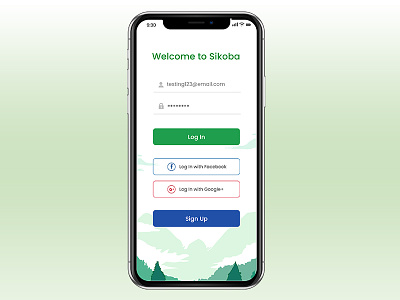 9:30
Welcome to Sikoba
testing123@email.com
••••••••
Log In
Log In with Facebook
Log In with Google+
Sign Up